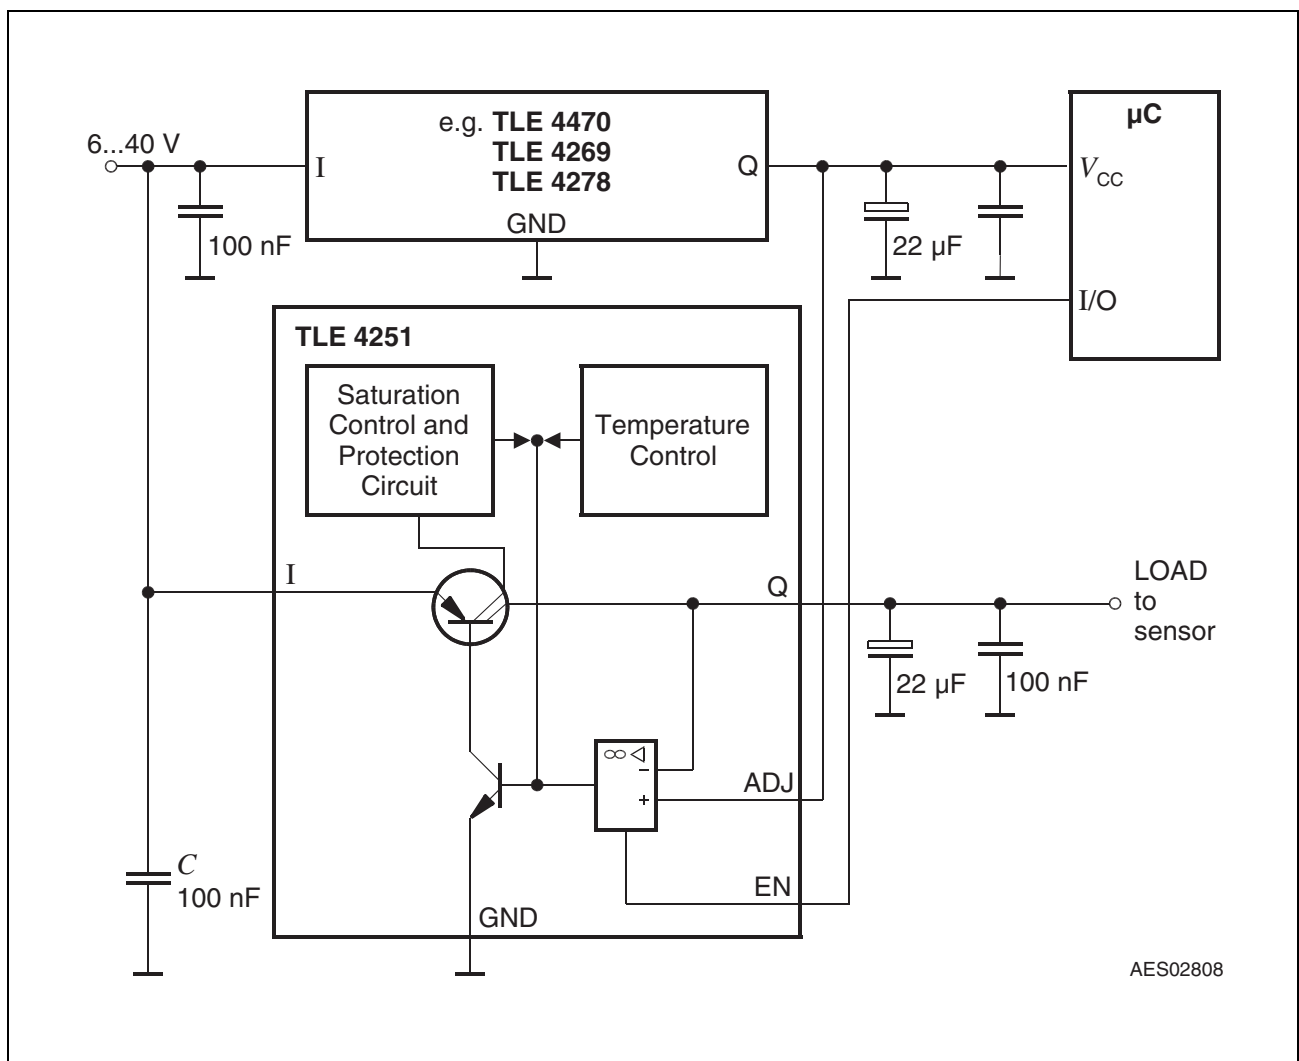 e.g. TLE 4470
TLE 4269
TLE 4278
µC
6...40 V
I
Q
VCC
GND
100 nF
22 µF
I/O
TLE 4251
Saturation
Control and
Protection
Circuit
Temperature
Control
I
Q
LOAD
to
sensor
22 µF
100 nF
∞
−
+
ADJ
C
100 nF
EN
GND
AES02808